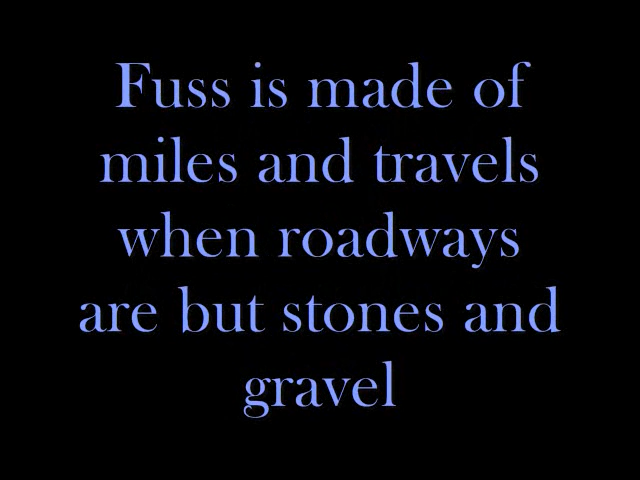 Fuss is made of
miles and travels
when roadways
are but stones and
gravel